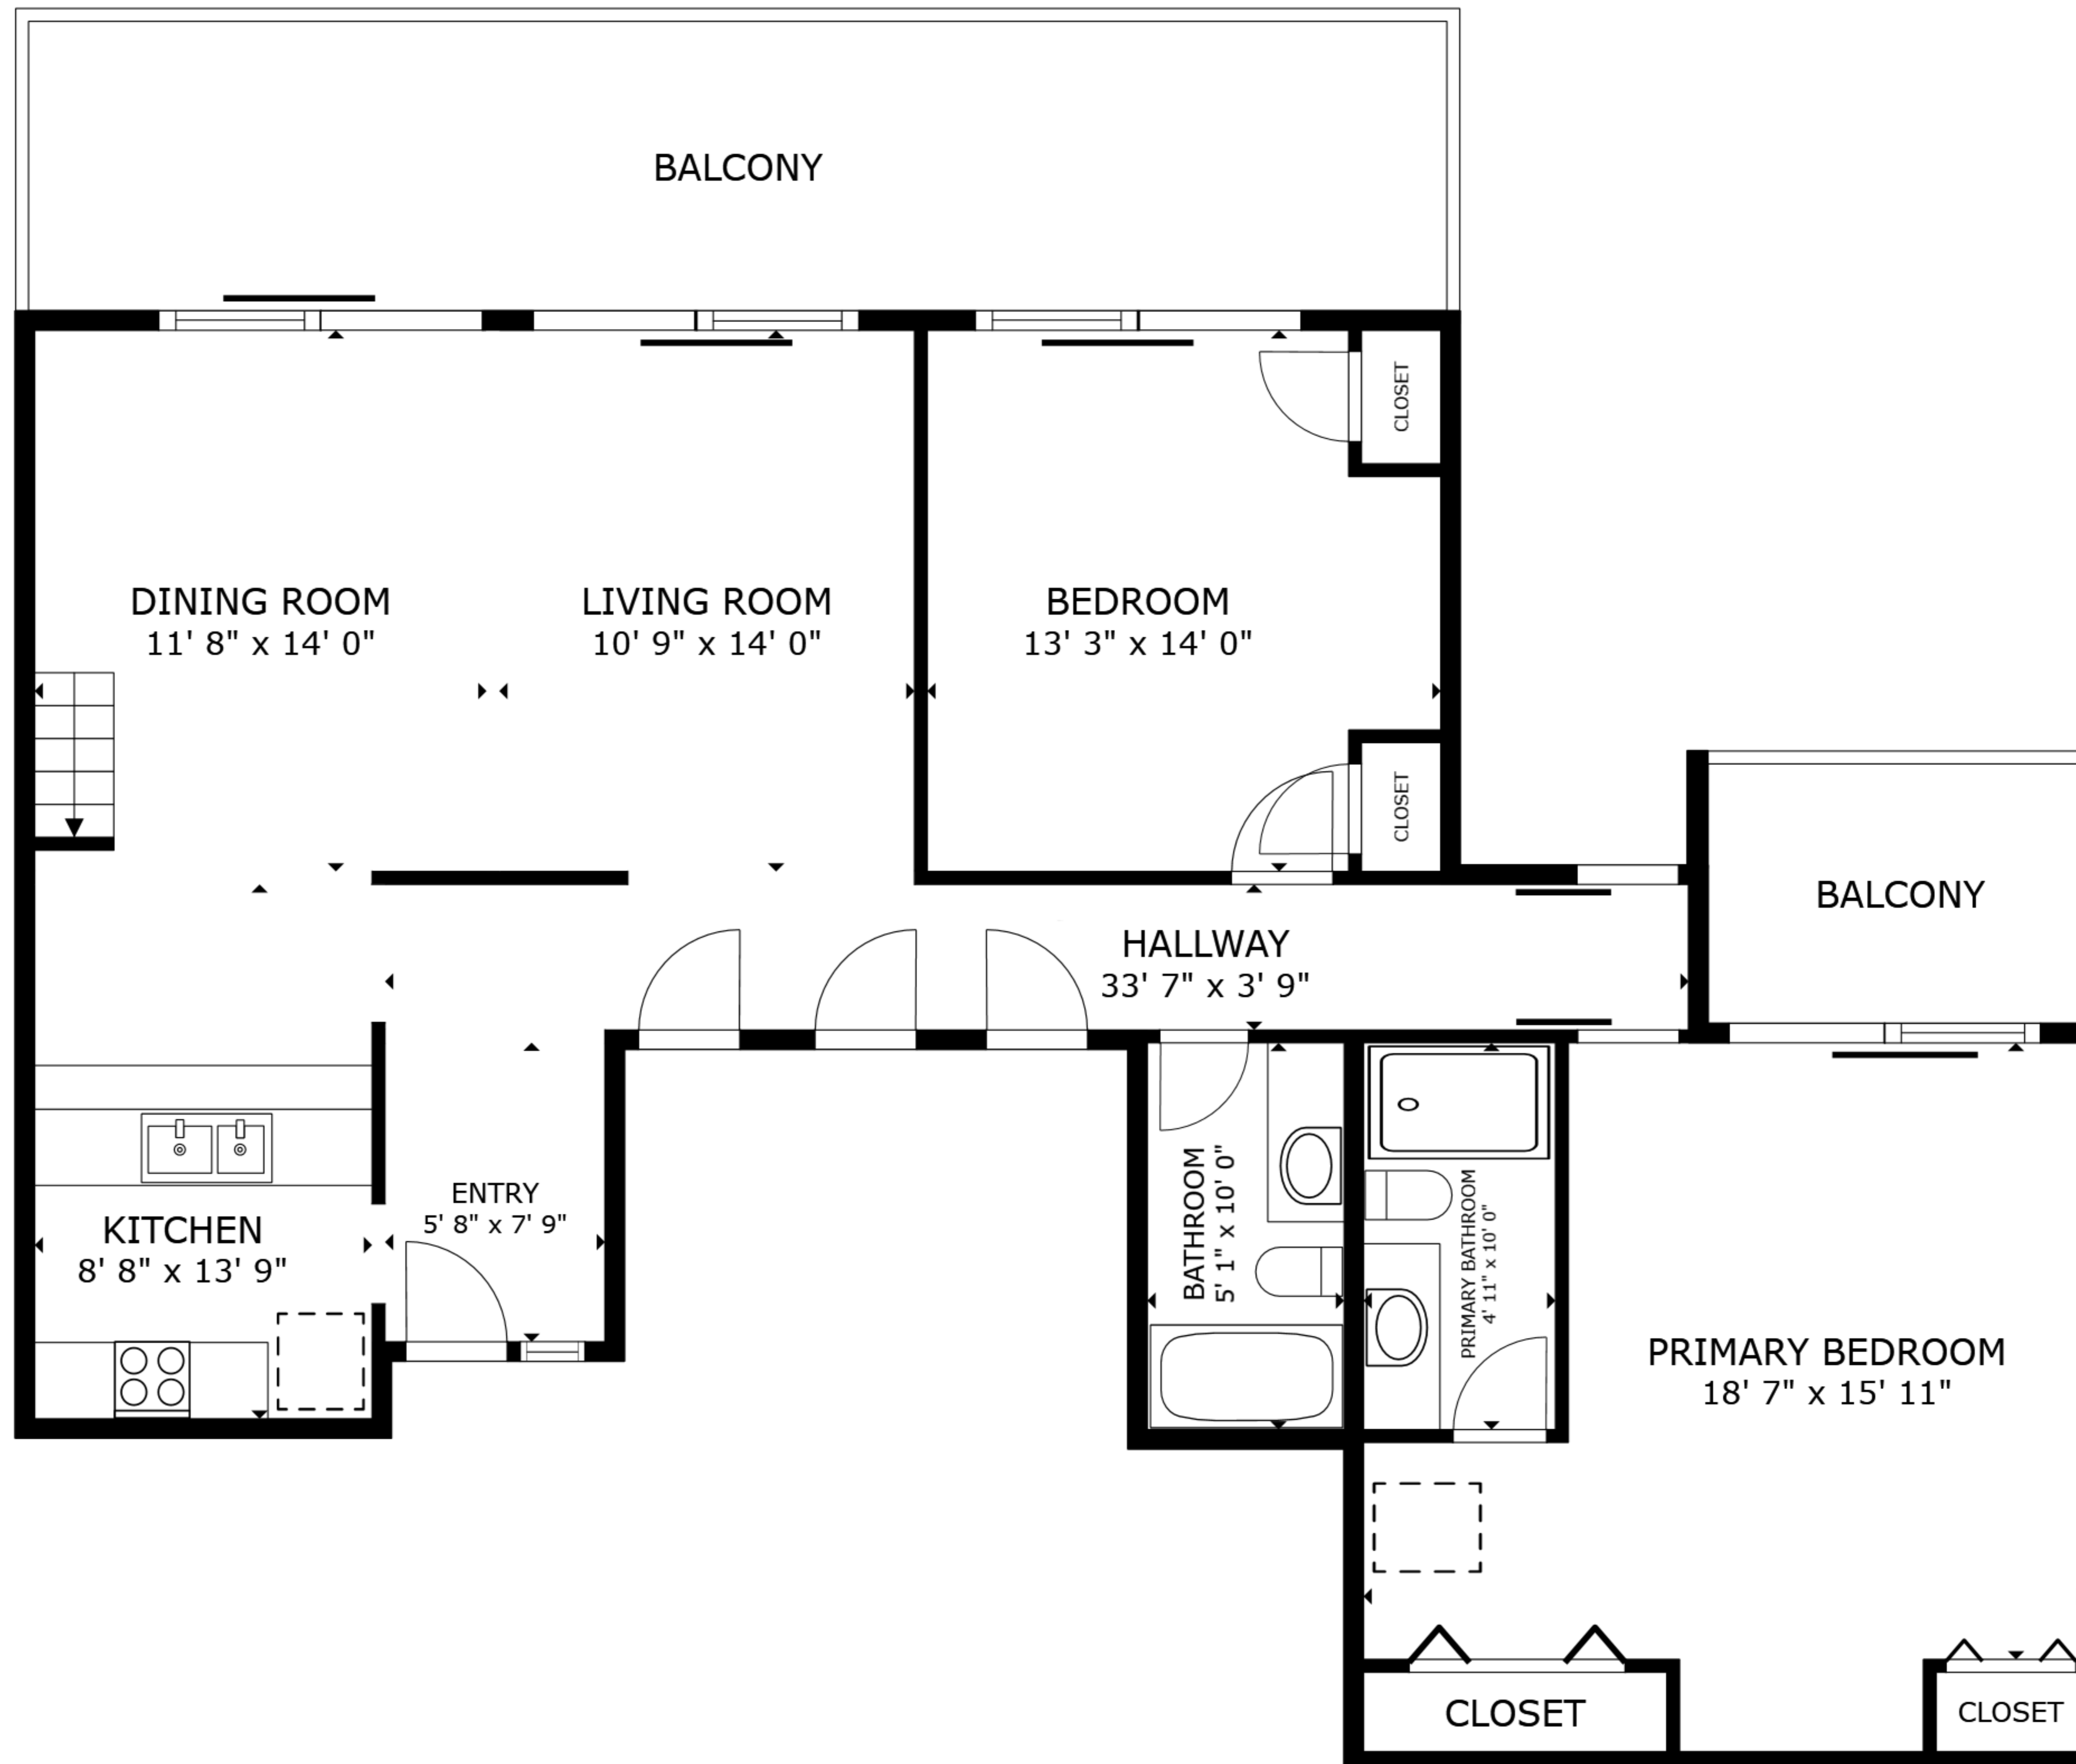 BALCONY
DINING ROOM
11' 8" x 14' 0"
LIVING ROOM
10' 9" x 14' 0"
BEDROOM
13' 3" x 14' 0"
CLOSET
CLOSET
BALCONY
HALLWAY
33' 7" x 3' 9"
KITCHEN
8' 8" x 13' 9"
ENTRY
5' 8" x 7' 9"
BATHROOM
5' 1" x 10' 0"
PRIMARY BATHROOM
4' 11" x 10' 0"
PRIMARY BEDROOM
18' 7" x 15' 11"
CLOSET
CLOSET